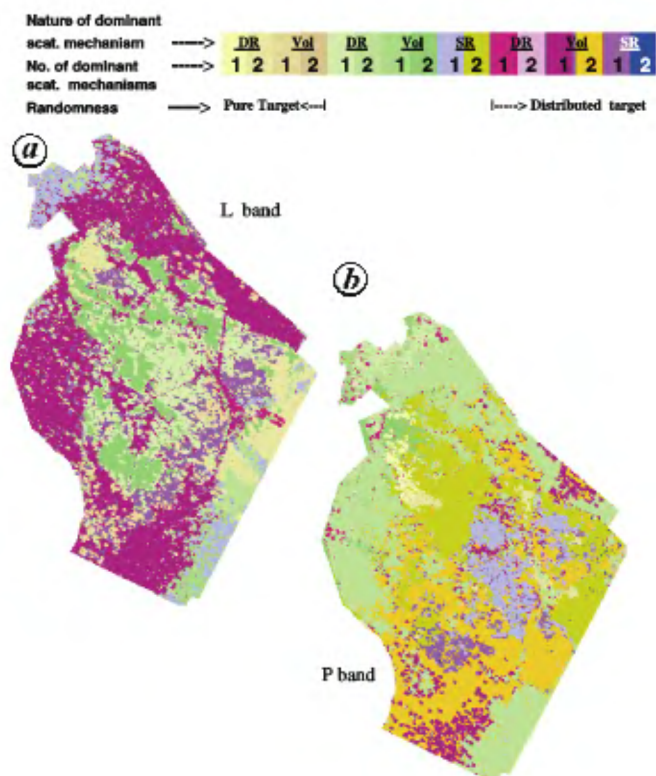 Nature of dominant
scat. mechanism -----> DR Vol DR Vol SR DR Vol SR
No. of dominant -----> 1 2 1 2 1 2 1 2 1 2 1 2 1 2 1 2
scat. mechanisms
Randomness ——> Pure Target<---| |----> Distributed target
a
L band
b
P band